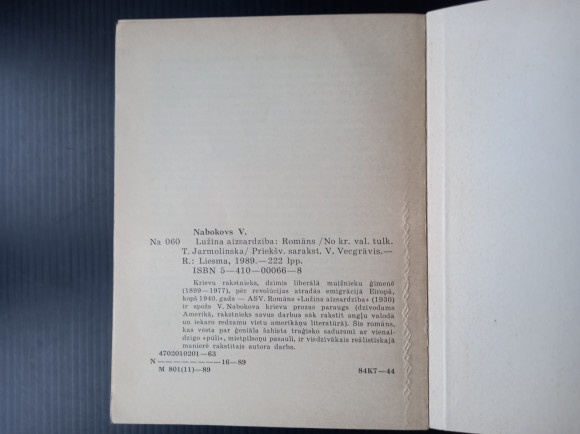 Nabokovs V.
Na 060 Lužina aizsardzība: Romāns /No kr. val. tulk.
T. Jarmolinska/ Priekšv. sarakst. V. Vecgrāvis.—
R.: Liesma, 1989.—222 lpp.
ISBN 5—410—00066—8
Krievu rakstnieks, dzimis liberālā muižnieku ģimenē
(1899—1977), pēc revolūcijas atradās emigrācijā Eiropā,
kopš 1940. gada — ASV. Romāns «Lužina aizsardzība» (1930)
ir spožs V. Nabokova krievu prozas paraugs (dzīvodams
Amerikā, rakstnieks savus darbus sāk rakstīt angļu valodā
un iekaro redzamu vietu amerikāņu literatūrā). Šis romāns,
kas vēsta par ģeniāla šahista traģisko sadursmi ar vienal-
dzīgo «pūli», mietpilsoņu pasauli, ir viedzīvākais reālistiskajā
manierē rakstītais autora darbs.
4702010201—63
N —————— 16—89
M 801(11)—89 84K7—44